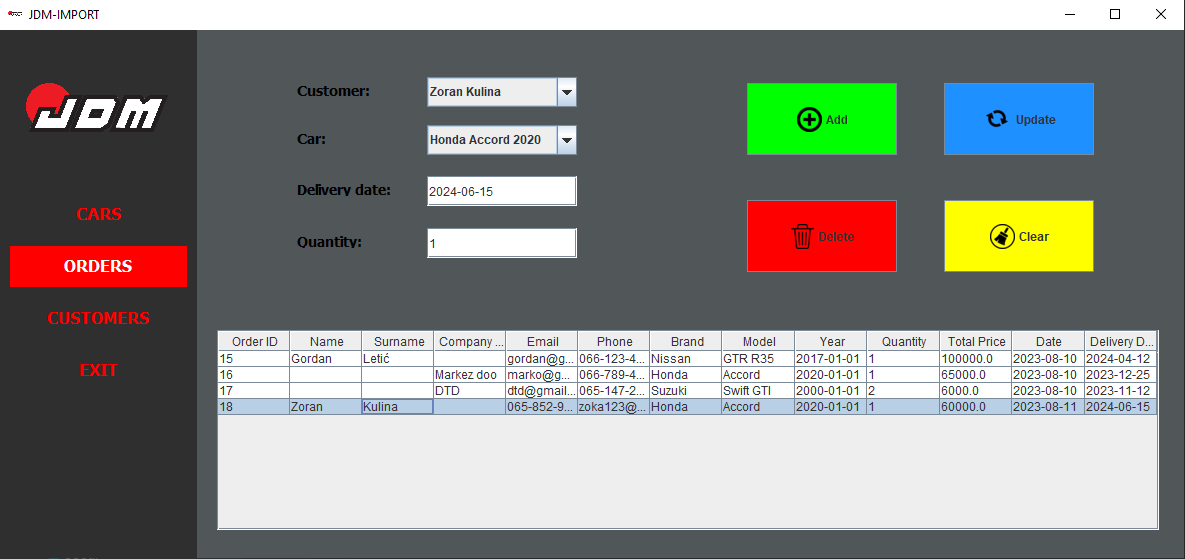 JDM-IMPORT
JDM
CARS
ORDERS
CUSTOMERS
EXIT
Customer: Zoran Kulina
Car: Honda Accord 2020
Delivery date: 2024-06-15
Quantity: 1
Add Update
Delete Clear
Order ID Name Surname Company ... Email Phone Brand Model Year Quantity Total Price Date Delivery D...
15 Gordan Letić gordan@g... 066-123-4... Nissan GTR R35 2017-01-01 1 100000.0 2023-08-10 2024-04-12
16 Markez doo marko@g... 066-789-4... Honda Accord 2020-01-01 1 65000.0 2023-08-10 2023-12-25
17 DTD dtd@gmail... 065-147-2... Suzuki Swift GTI 2000-01-01 2 6000.0 2023-08-10 2023-11-12
18 Zoran Kulina 065-852-9... zoka123@... Honda Accord 2020-01-01 1 60000.0 2023-08-11 2024-06-15